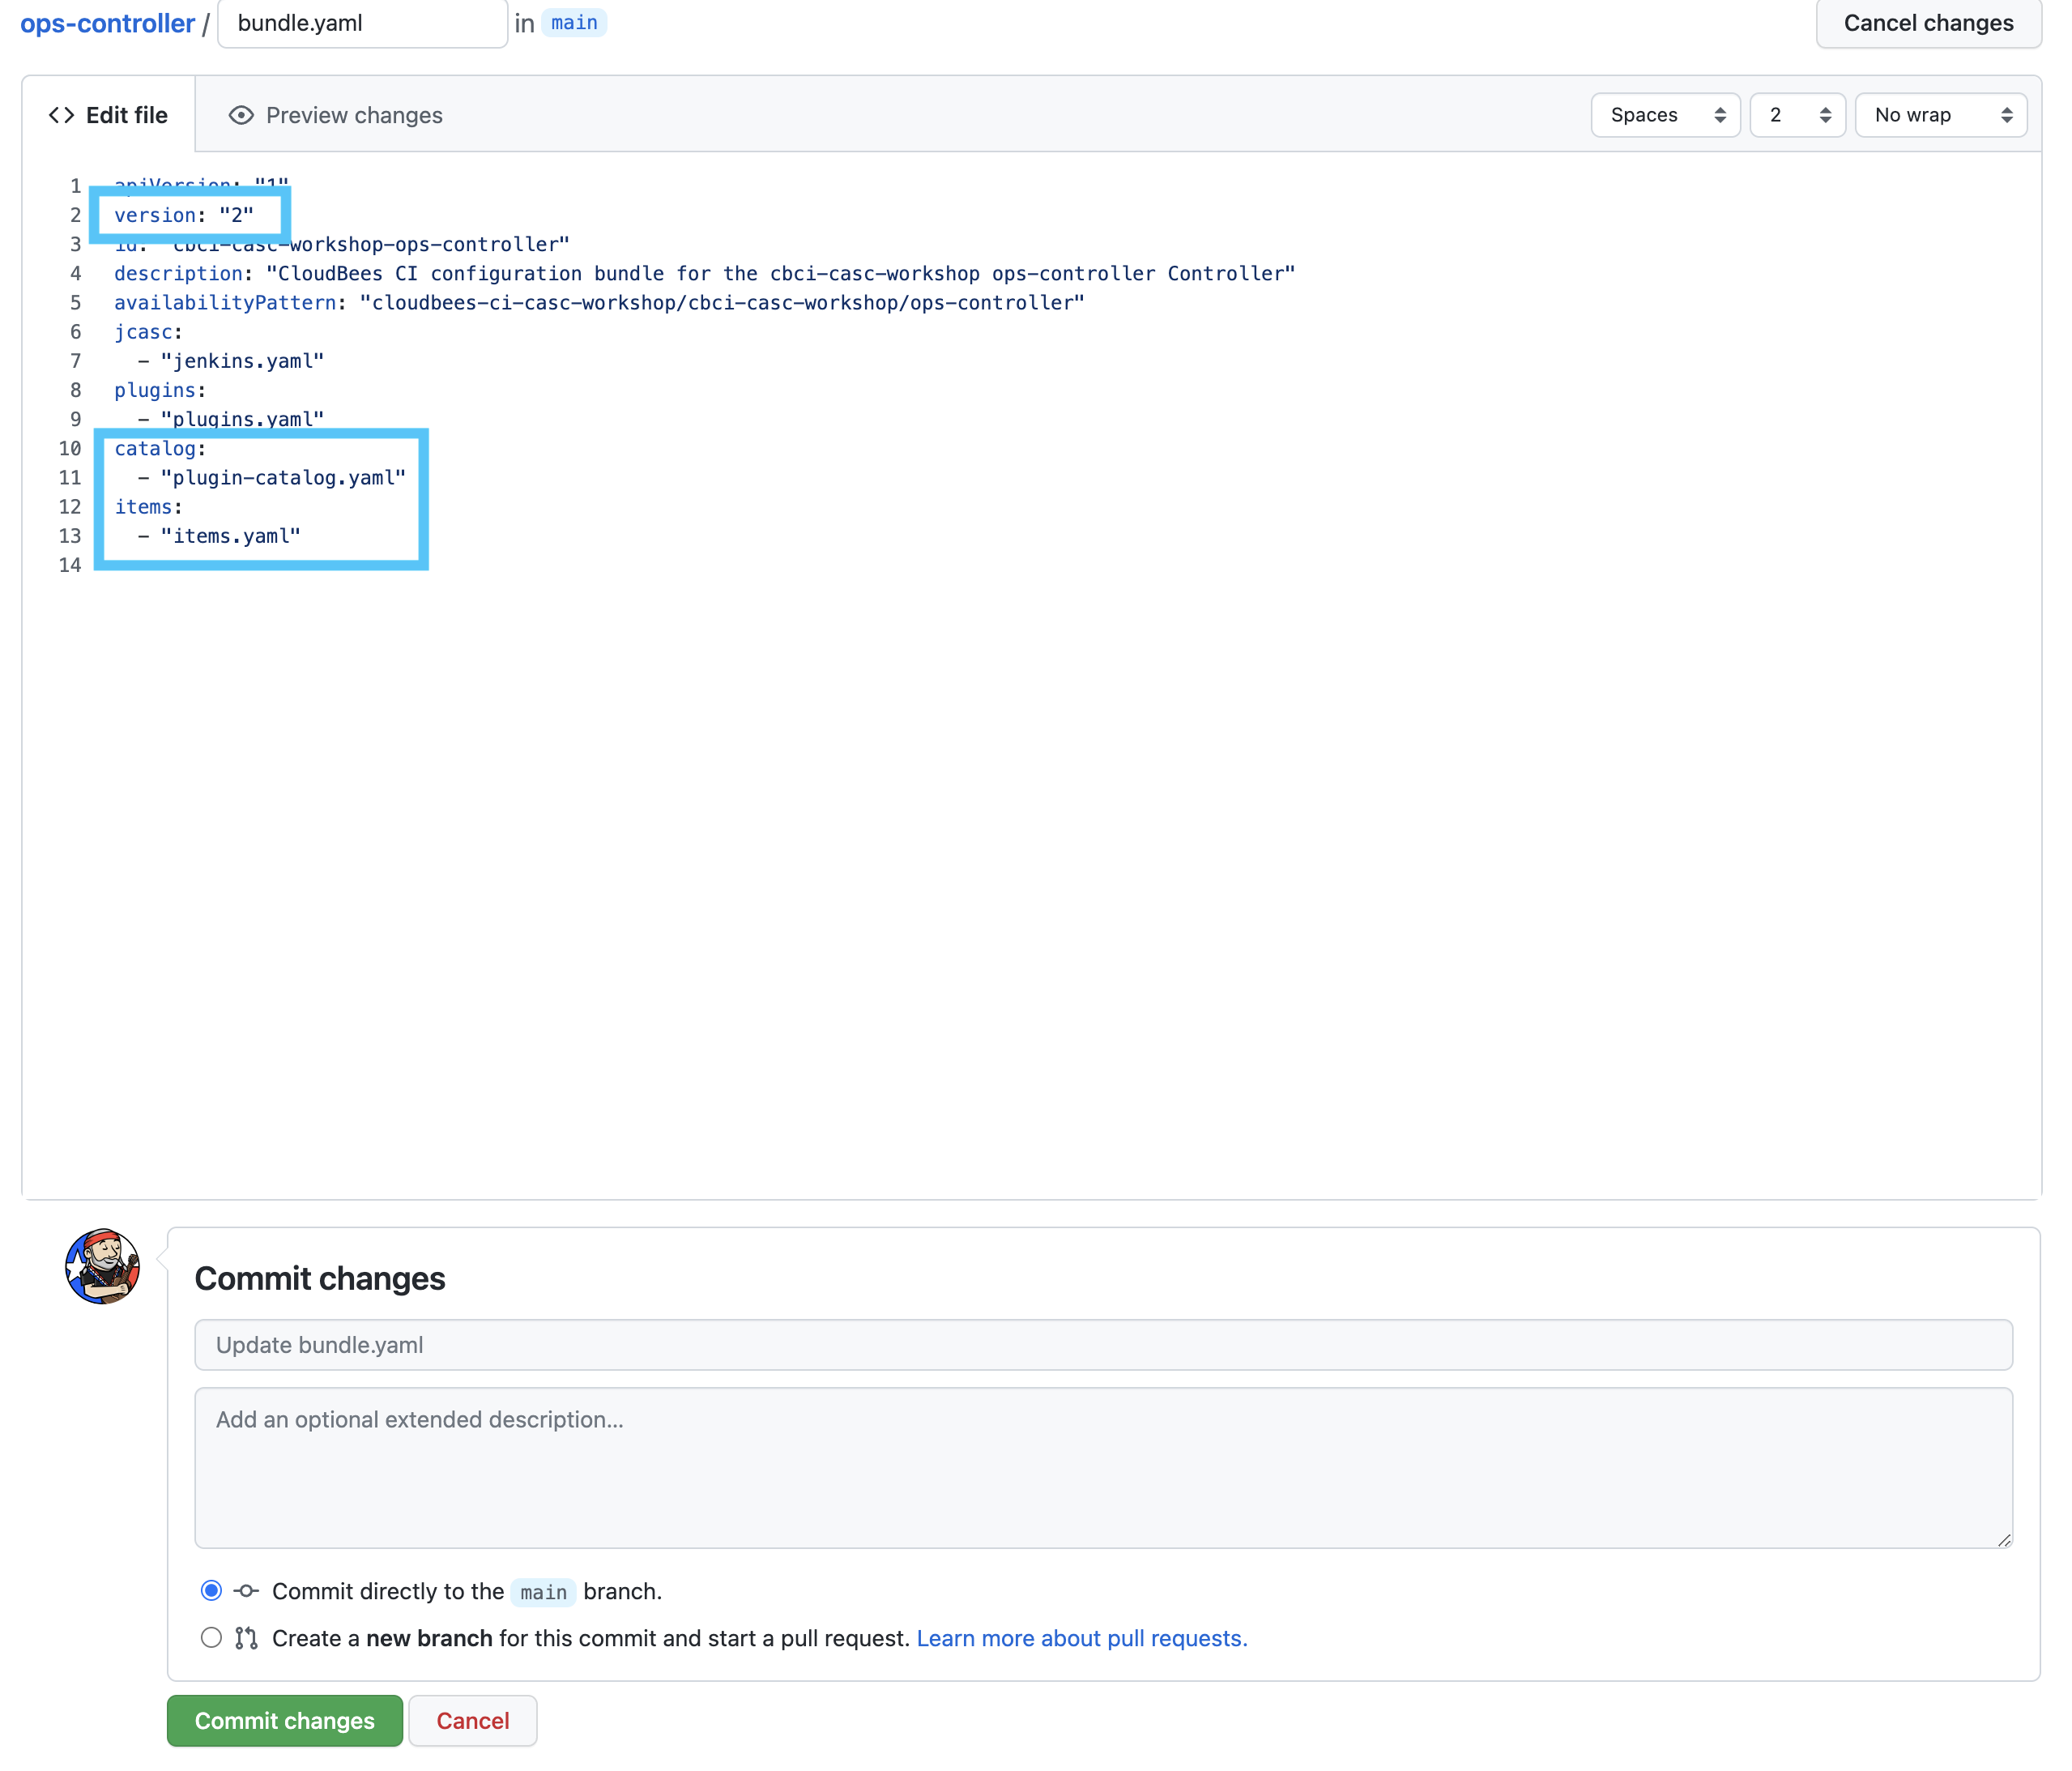 ops-controller / bundle.yaml in main Cancel changes
Edit file Preview changes Spaces 2 No wrap
1 apiVersion: "1"
2 version: "2"
3 id: "cbci-casc-workshop-ops-controller"
4 description: "CloudBees CI configuration bundle for the cbci-casc-workshop ops-controller Controller"
5 availabilityPattern: "cloudbees-ci-casc-workshop/cbci-casc-workshop/ops-controller"
6 jcasc:
7 - "jenkins.yaml"
8 plugins:
9 - "plugins.yaml"
10 catalog:
11 - "plugin-catalog.yaml"
12 items:
13 - "items.yaml"
14
Commit changes
Update bundle.yaml
Add an optional extended description...
Commit directly to the main branch.
Create a new branch for this commit and start a pull request. Learn more about pull requests.
Commit changes Cancel